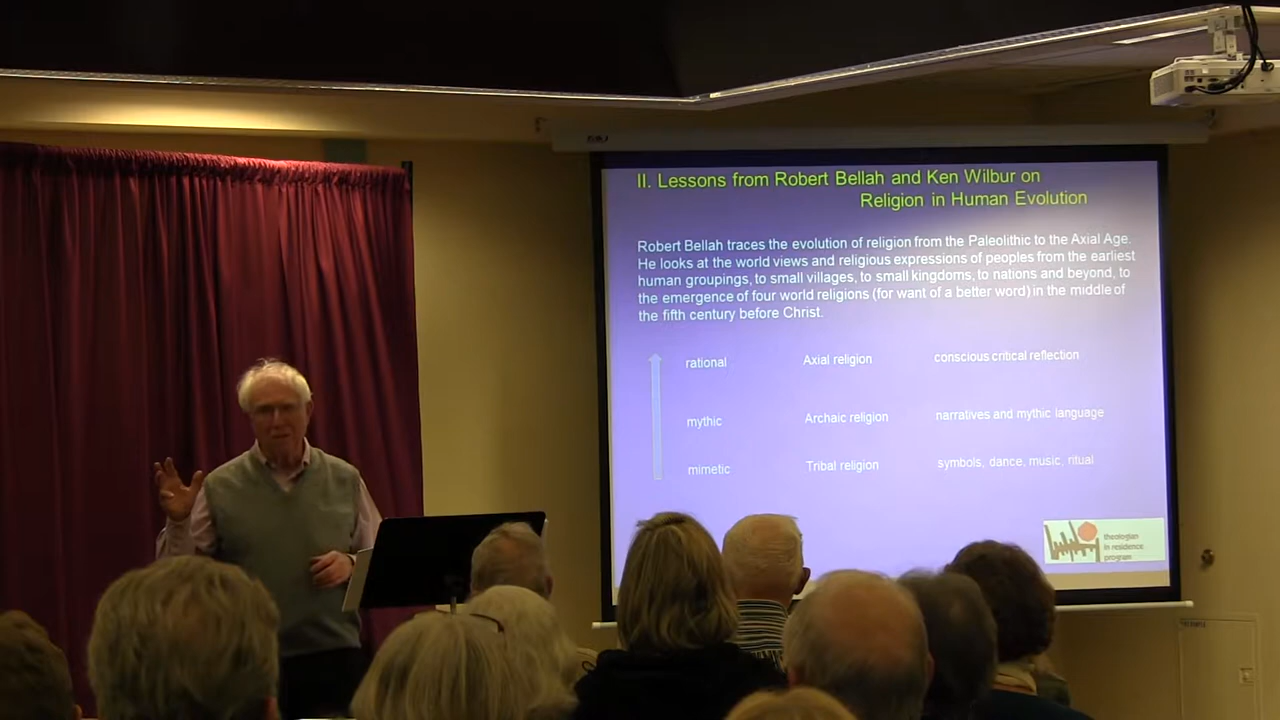 II. Lessons from Robert Bellah and Ken Wilbur on
Religion in Human Evolution
Robert Bellah traces the evolution of religion from the Paleolithic to the Axial Age.
He looks at the world views and religious expressions of peoples from the earliest
human groupings, to small villages, to small kingdoms, to nations and beyond, to
the emergence of four world religions (for want of a better word) in the middle of
the fifth century before Christ.
rational Axial religion conscious critical reflection
mythic Archaic religion narratives and mythic language
mimetic Tribal religion symbols, dance, music, ritual
theologian
in residence
program